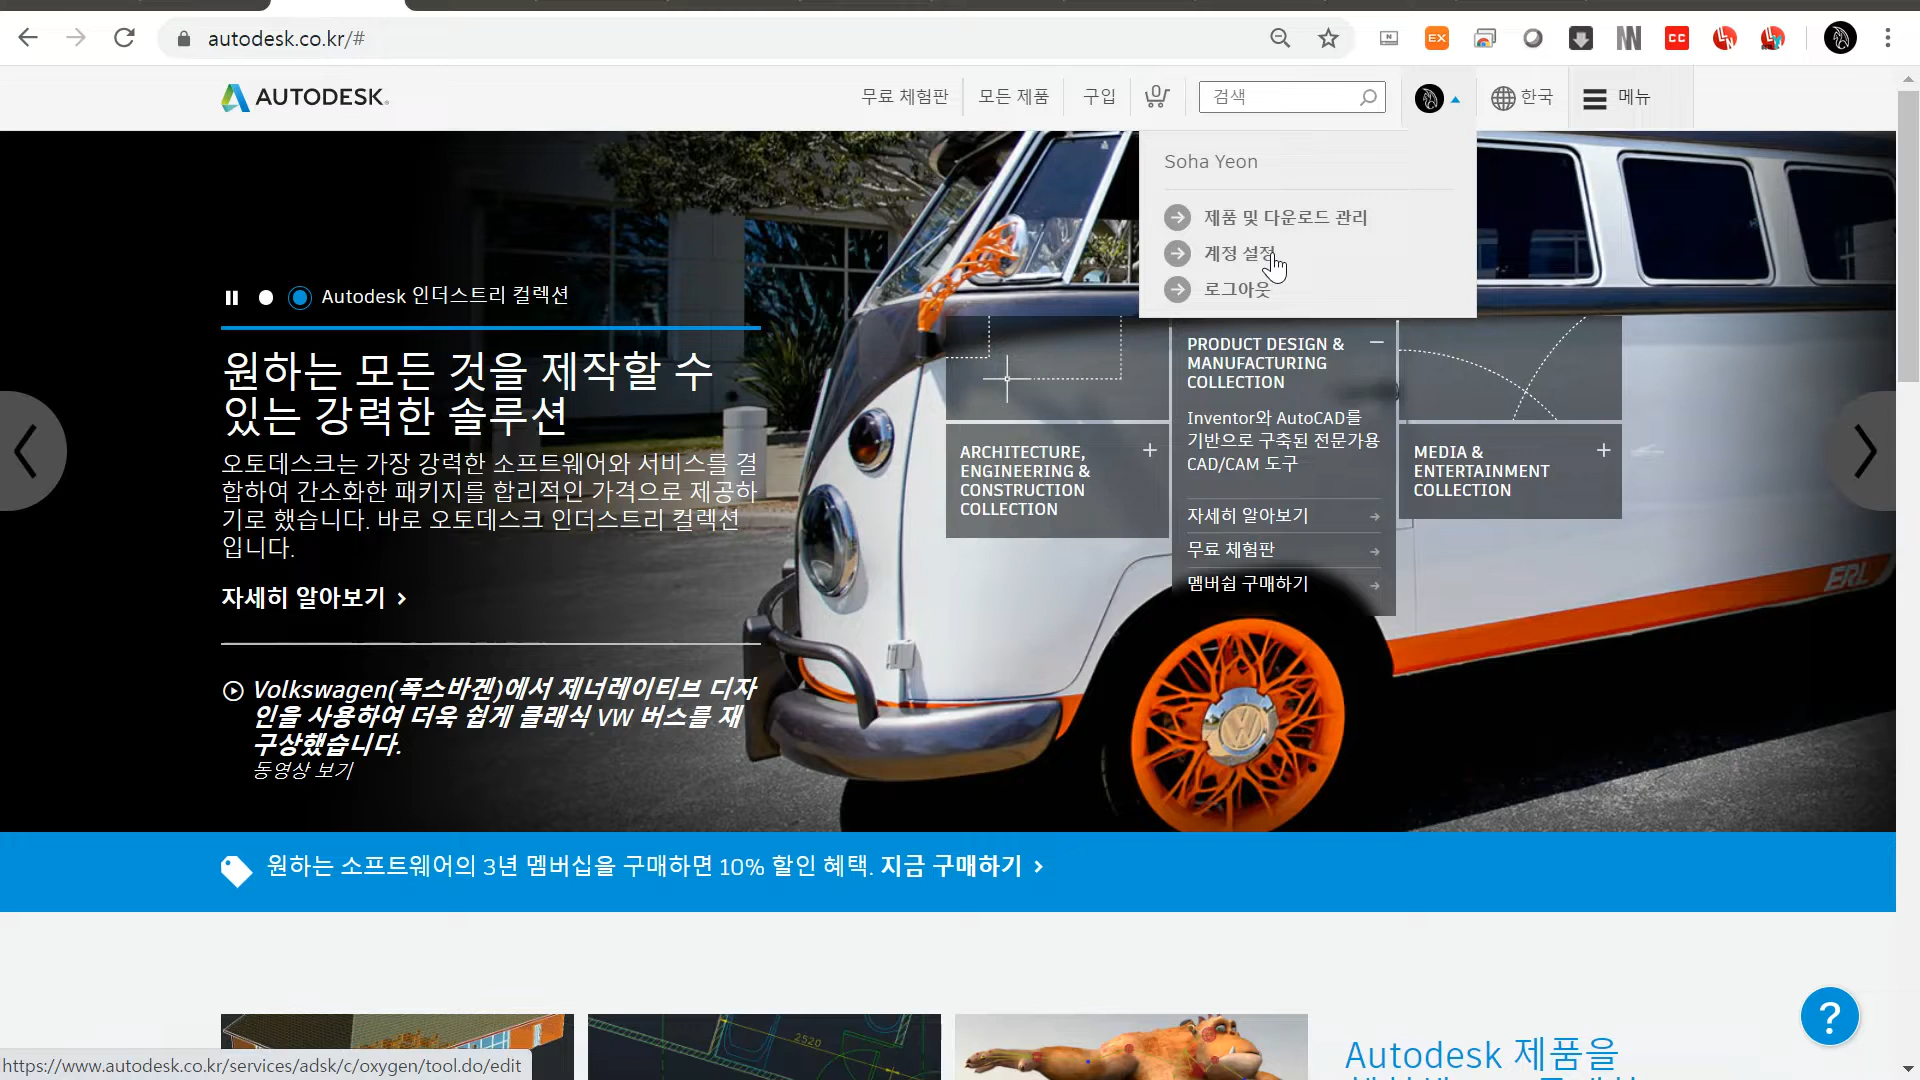 autodesk.co.kr/#
EX
CC
AUTODESK.
무료 체험판
모든 제품
구입
0
검색
한국
메뉴
Soha Yeon
제품 및 다운로드 관리
계정 설정
로그아웃
Autodesk 인더스트리 컬렉션
원하는 모든 것을 제작할 수
있는 강력한 솔루션
오토데스크는 가장 강력한 소프트웨어와 서비스를 결
합하여 간소화한 패키지를 합리적인 가격으로 제공하
기로 했습니다. 바로 오토데스크 인더스트리 컬렉션
입니다.
자세히 알아보기 >
Volkswagen(폭스바겐)에서 제너레이티브 디자
인을 사용하여 더욱 쉽게 클래식 VW 버스를 재
구상했습니다.
동영상 보기
ARCHITECTURE,
ENGINEERING &
CONSTRUCTION
COLLECTION
PRODUCT DESIGN &
MANUFACTURING
COLLECTION
Inventor와 AutoCAD를
기반으로 구축된 전문가용
CAD/CAM 도구
자세히 알아보기
무료 체험판
멤버쉽 구매하기
MEDIA &
ENTERTAINMENT
COLLECTION
ERL
원하는 소프트웨어의 3년 멤버십을 구매하면 10% 할인 혜택. 지금 구매하기 >
2520
Autodesk 제품을
?
https://www.autodesk.co.kr/services/adsk/c/oxygen/tool.do/edit